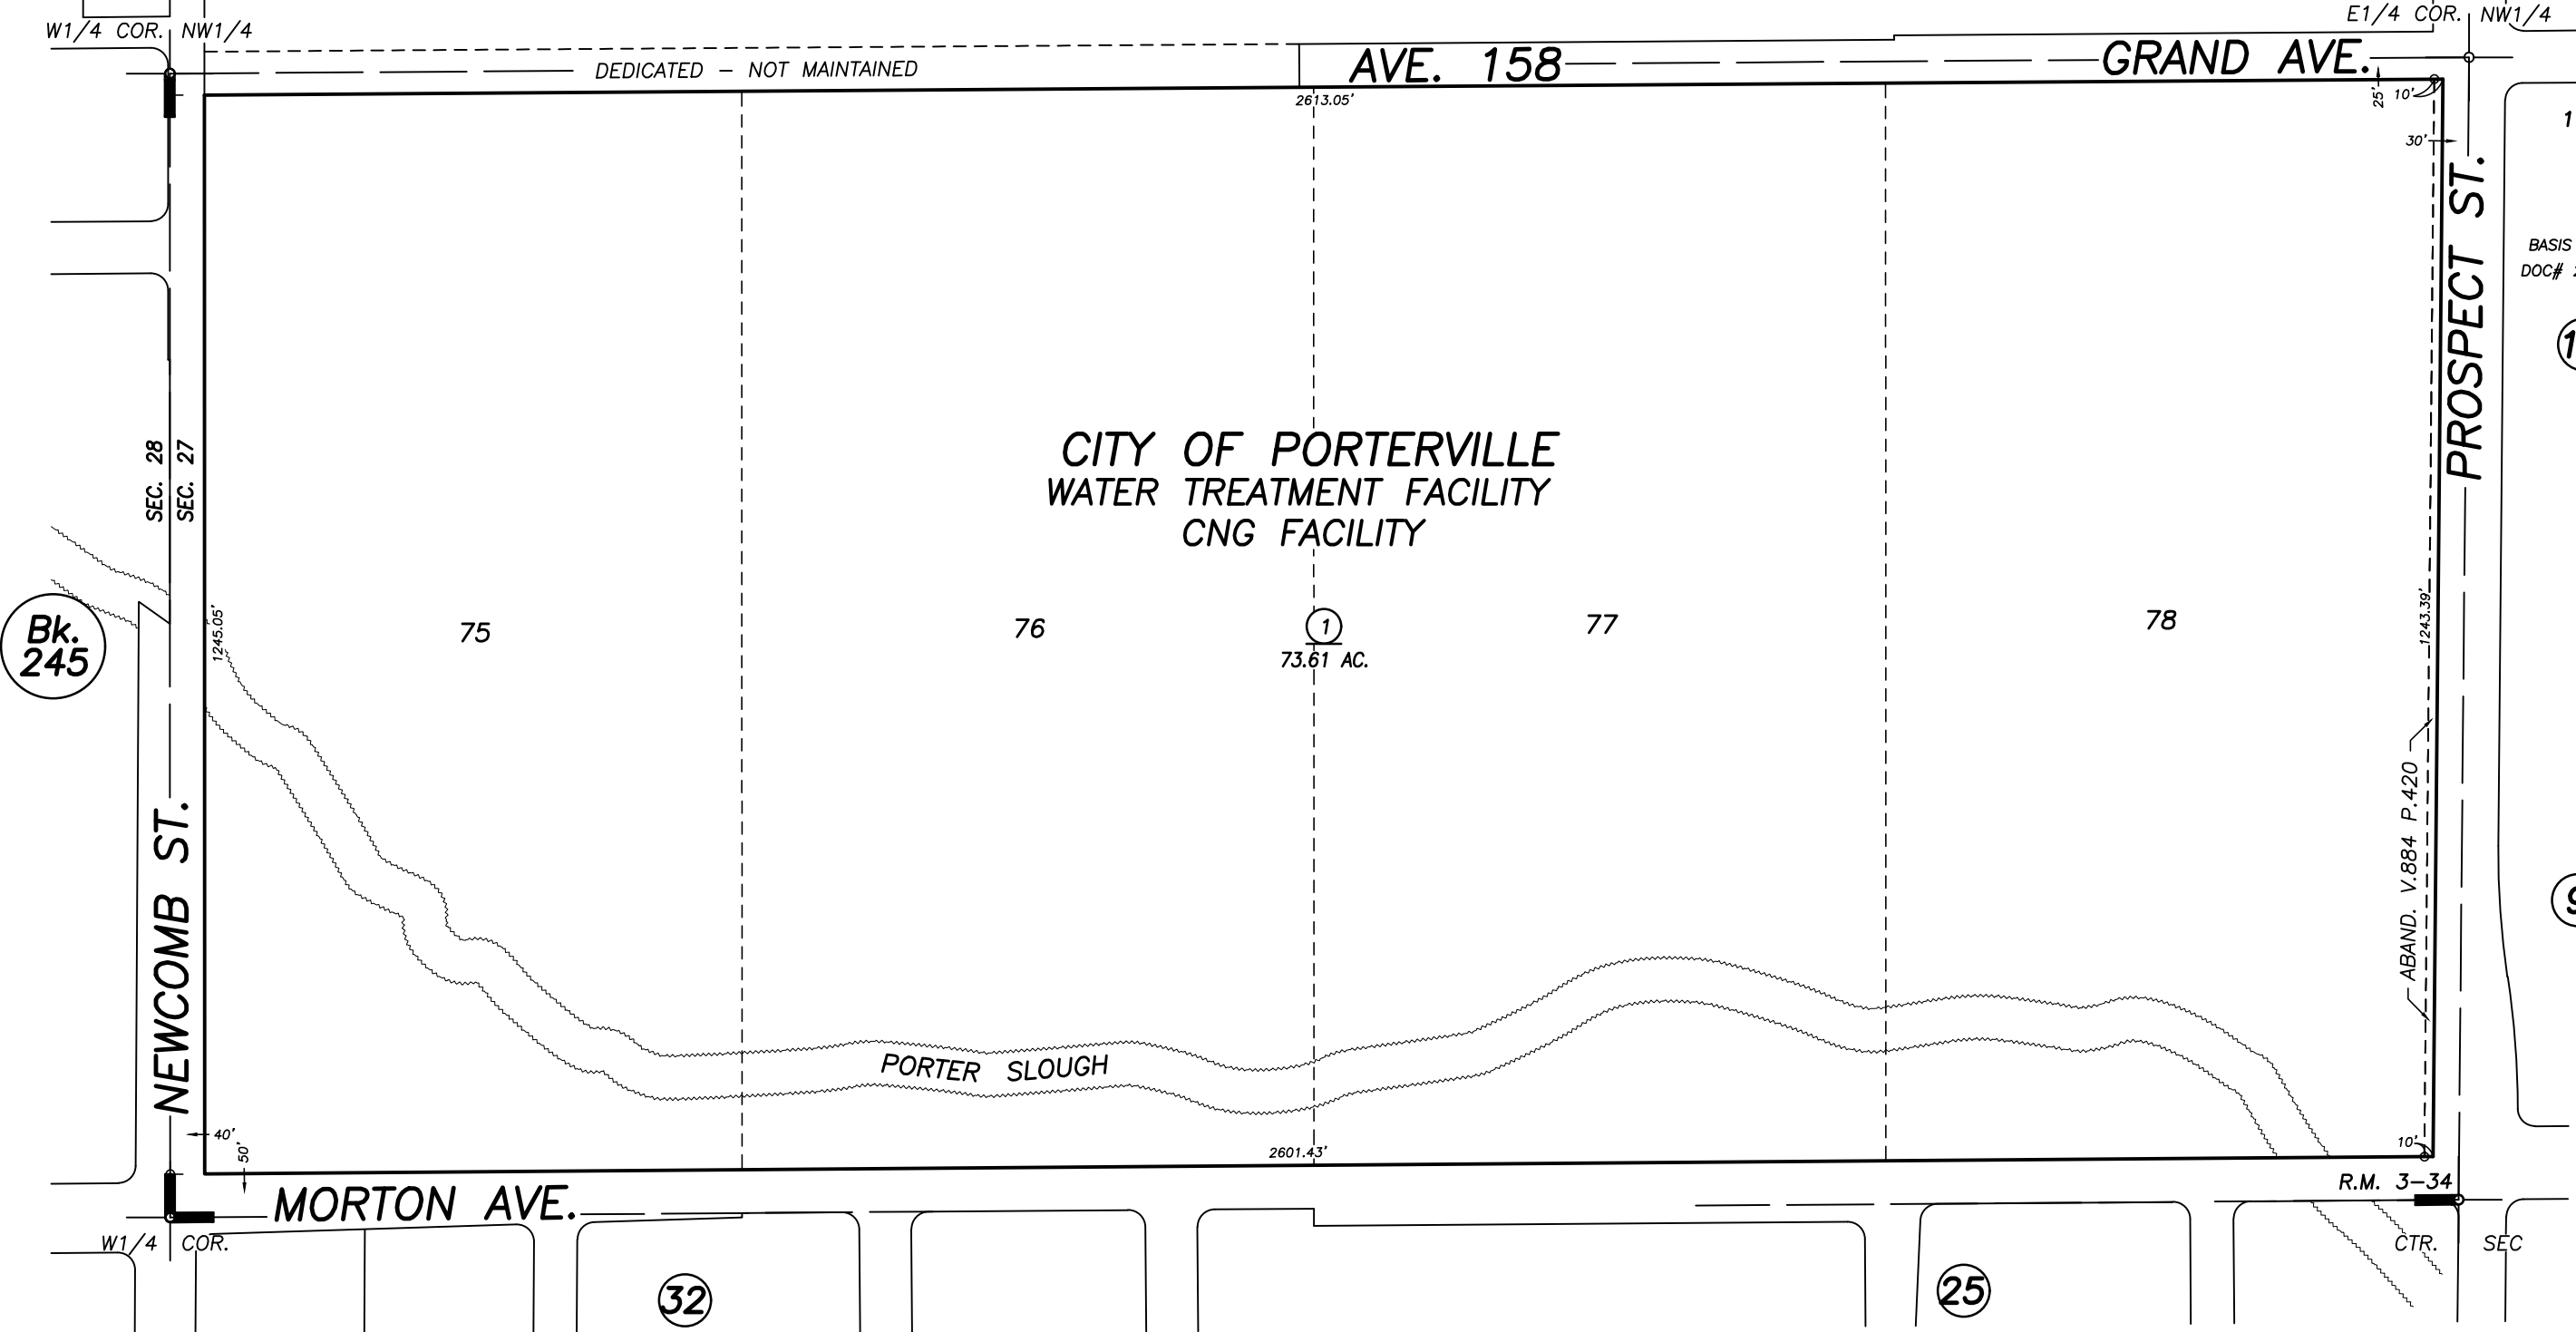 W1/4 COR. NW1/4
E1/4 COR. NW1/4
DEDICATED – NOT MAINTAINED
AVE. 158
GRAND AVE.
2613.05'
25'
10'
30'
PROSPECT ST.
BASIS
DOC#
CITY OF PORTERVILLE
WATER TREATMENT FACILITY
CNG FACILITY
SEC. 28
SEC. 27
Bk.
245
1245.05'
75
76
1
73.61 AC.
77
78
1243.39'
ABAND. V.884 P.420
NEWCOMB ST.
PORTER SLOUGH
40'
50'
2601.43'
10'
MORTON AVE.
R.M. 3-34
W1/4 COR.
CTR. SEC
32
25